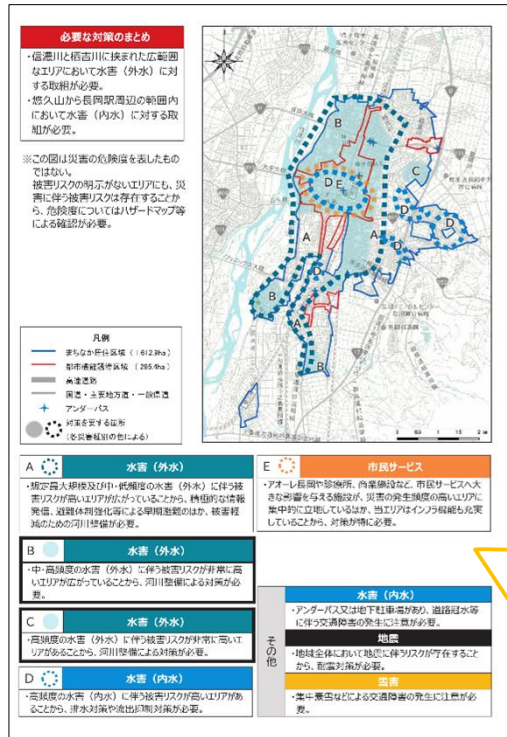 必要な対策のまとめ
・信濃川と栖吉川に挟まれた広範囲
なエリアにおいて水害（外水）に対
する取組が必要。
・悠久山から長岡駅周辺の範囲内
において水害（内水）に対する取
組が必要。
※この図は災害の危険度を表したもの
ではない。
被害リスクの明示がないエリアにも、災
害に伴う被害リスクは存在することか
ら、危険度についてはハザードマップ等
による確認が必要。
B
C
D E
D
D
A
A
D
D
B
A
B
凡例
まちなか居住区域
都市機能誘導区域
高速道路
国道・主要地方道・一般県道
アンダーパス
対策を要する箇所
（各災害種別の色による）
A 水害（外水）
・想定最大規模及び中・低頻度の水害（外水）に伴う被
害リスクが高いエリアが広がっていることから、積極的な情報
発信、避難体制強化等による早期避難のほか、被害軽
減のための河川整備が必要。
B 水害（外水）
・中・高頻度の水害（外水）に伴う被害リスクが非常に高
いエリアが広がっていることから、河川整備による対策が必
要。
C 水害（外水）
・高頻度の水害（外水）に伴う被害リスクが非常に高いエ
リアがあることから、河川整備による対策が必要。
D 水害（内水）
・高頻度の水害（内水）に伴う被害リスクが高いエリアがあ
ることから、排水対策や流出抑制対策が必要。
E 市民サービス
・アオーレ長岡や診療所、商業施設など、市民サービスへ大
きな影響を与える施設が、災害の発生頻度の高いエリアに
集中的に立地しているほか、当エリアはインフラ機能も充実
していることから、対策が特に必要。
その他
水害（内水）
・アンダーパス又は地下駐車場があり、道路冠水等
に伴う交通障害の発生に注意が必要。
地震
・地域全体において地震に伴うリスクが存在すること
から、耐震対策が必要。
雪害
・集中豪雪などによる交通障害の発生に注意が必
要。